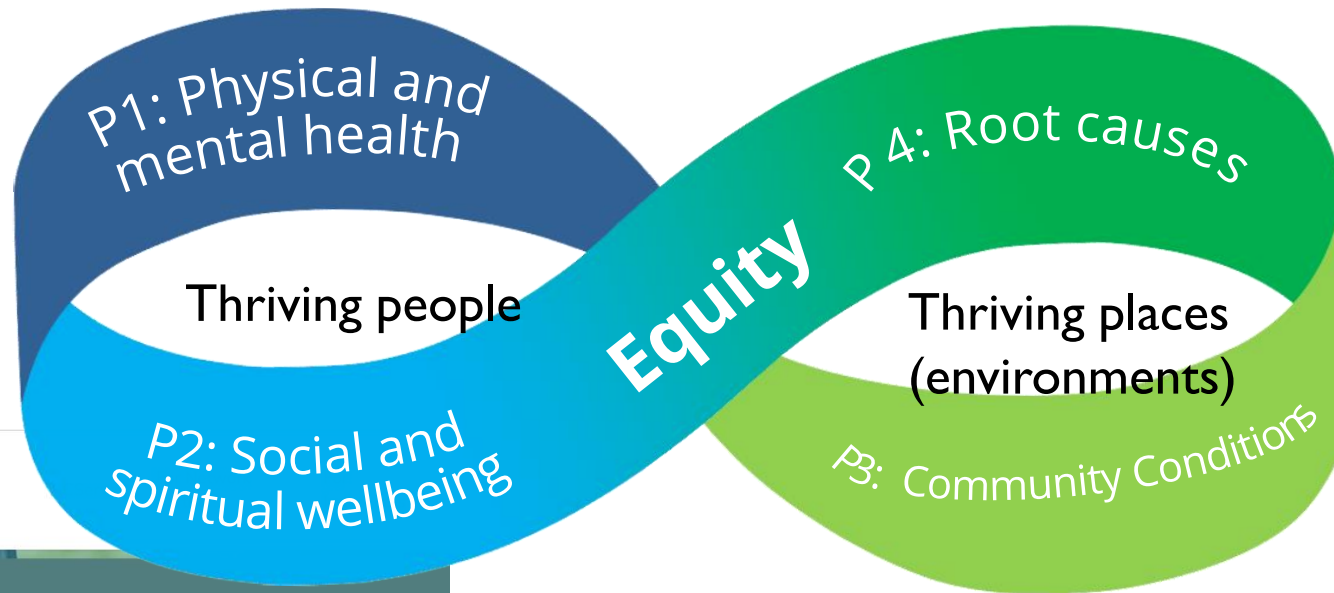 P1: Physical and
mental health
Thriving people
P2: Social and
spiritual wellbeing
Equity
P 4: Root causes
Thriving places
(environments)
P3: Community Conditions